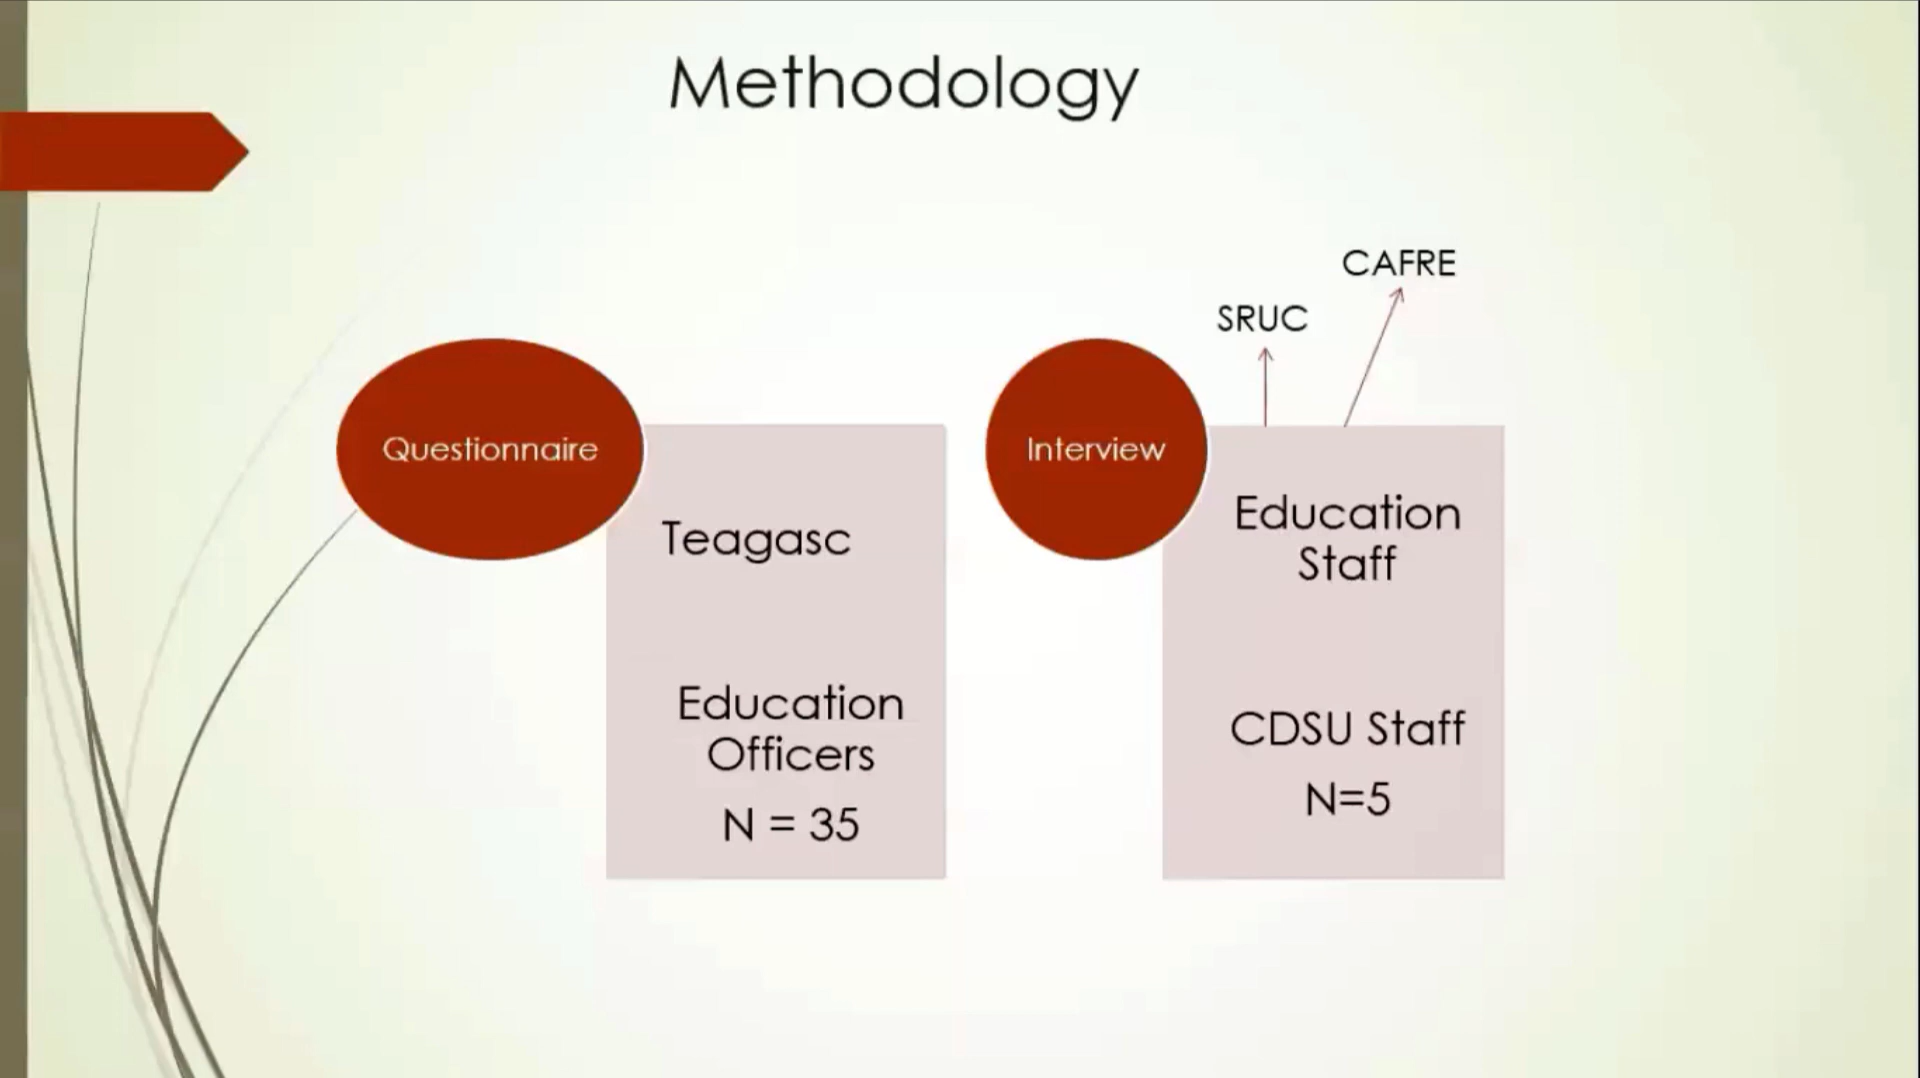 Methodology
Questionnaire
Teagasc
Education
Officers
N = 35
CAFRE
SRUC
Interview
Education
Staff
CDSU Staff
N=5